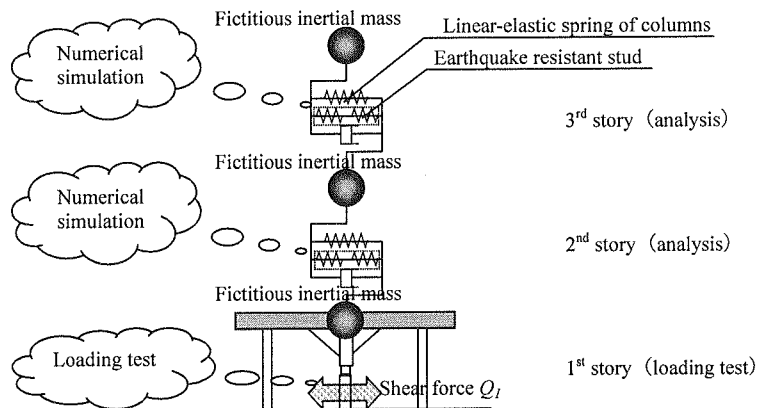 Fictitious inertial mass
Linear-elastic spring of columns
Earthquake resistant stud
Numerical
simulation
3rd story (analysis)
Fictitious inertial mass
Numerical
simulation
2nd story (analysis)
Fictitious inertial mass
Loading test
1st story (loading test)
Shear force Q1